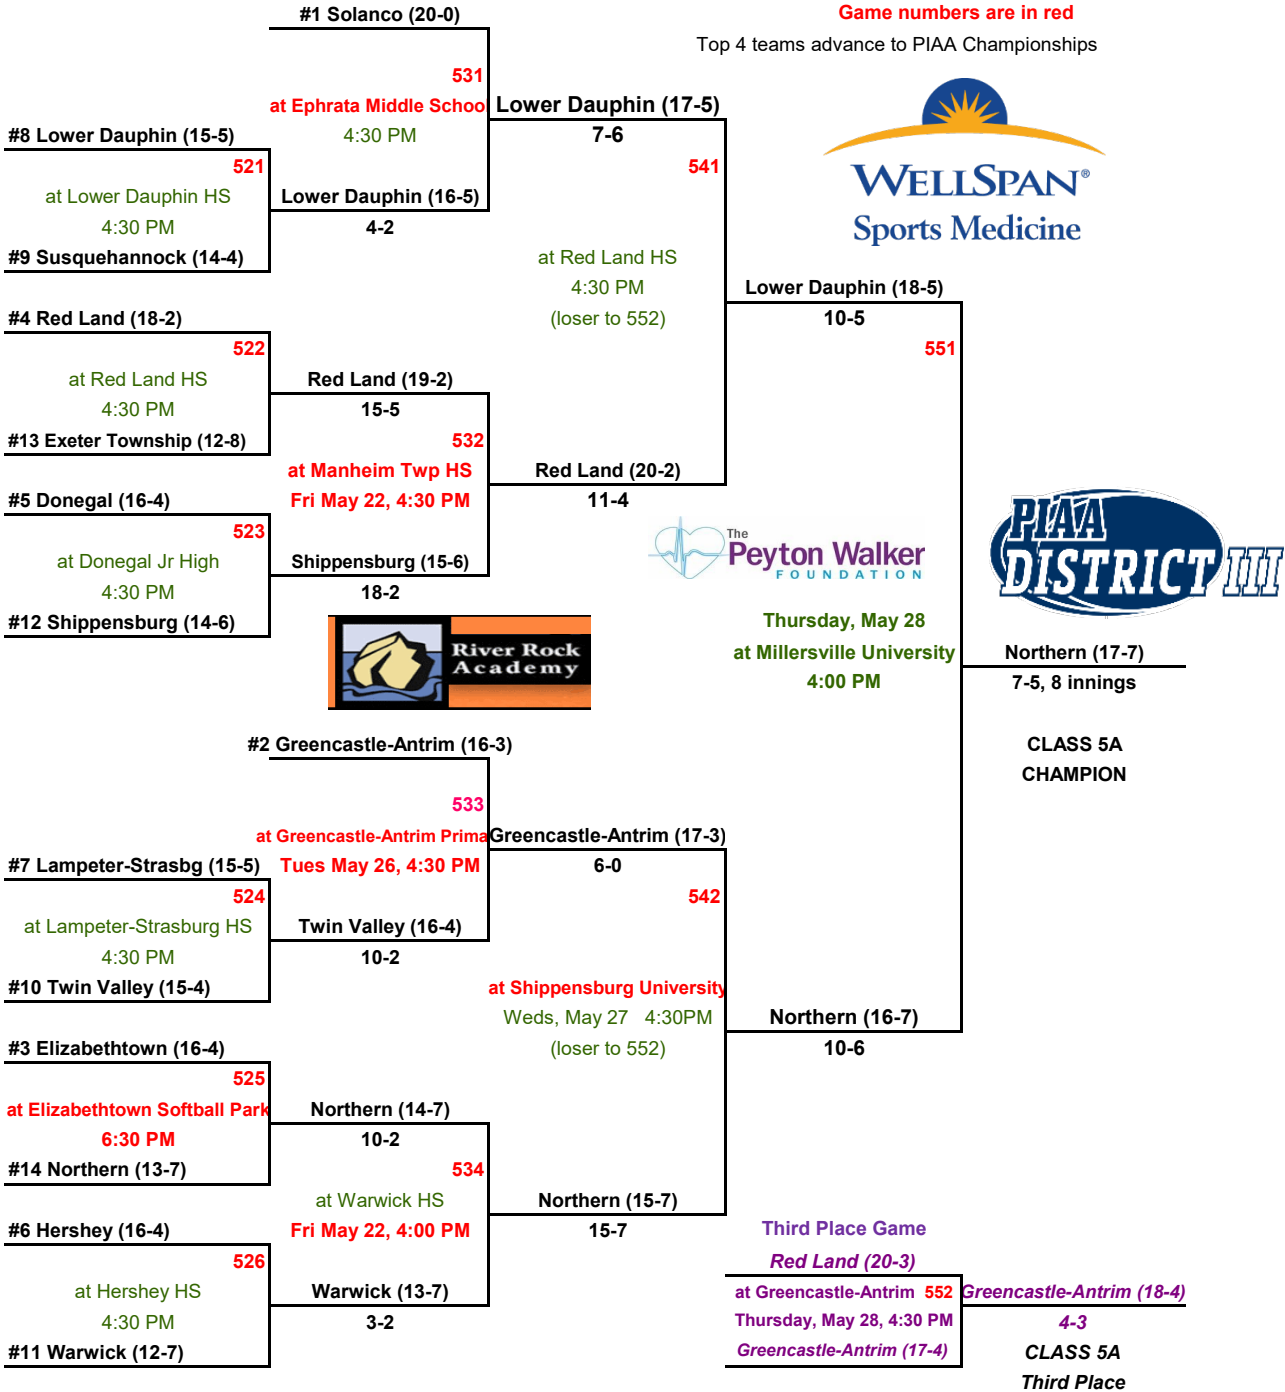 #1 Solanco (20-0)
Game numbers are in red
Top 4 teams advance to PIAA Championships
531
at Ephrata Middle Schoo
4:30 PM
Lower Dauphin (17-5)
7-6
#8 Lower Dauphin (15-5)
521
at Lower Dauphin HS
4:30 PM
#9 Susquehannock (14-4)
Lower Dauphin (16-5)
4-2
541
at Red Land HS
4:30 PM
(loser to 552)
WELLSPAN®
Sports Medicine
Lower Dauphin (18-5)
10-5
551
#4 Red Land (18-2)
522
at Red Land HS
4:30 PM
#13 Exeter Township (12-8)
Red Land (19-2)
15-5
532
at Manheim Twp HS
Fri May 22, 4:30 PM
Red Land (20-2)
11-4
#5 Donegal (16-4)
523
at Donegal Jr High
4:30 PM
#12 Shippensburg (14-6)
Shippensburg (15-6)
18-2
River Rock
Academy
The
Peyton Walker
FOUNDATION
PIAA
DISTRICT III
Thursday, May 28
at Millersville University
4:00 PM
Northern (17-7)
7-5, 8 innings
CLASS 5A
CHAMPION
#2 Greencastle-Antrim (16-3)
533
at Greencastle-Antrim Prima
Tues May 26, 4:30 PM
Greencastle-Antrim (17-3)
6-0
#7 Lampeter-Strasbg (15-5)
524
at Lampeter-Strasburg HS
4:30 PM
#10 Twin Valley (15-4)
Twin Valley (16-4)
10-2
542
at Shippensburg University
Weds, May 27 4:30PM
(loser to 552)
Northern (16-7)
10-6
#3 Elizabethtown (16-4)
525
at Elizabethtown Softball Park
6:30 PM
#14 Northern (13-7)
Northern (14-7)
10-2
534
at Warwick HS
Fri May 22, 4:00 PM
Northern (15-7)
15-7
#6 Hershey (16-4)
526
at Hershey HS
4:30 PM
#11 Warwick (12-7)
Warwick (13-7)
3-2
Third Place Game
Red Land (20-3)
at Greencastle-Antrim 552
Thursday, May 28, 4:30 PM
Greencastle-Antrim (17-4)
Greencastle-Antrim (18-4)
4-3
CLASS 5A
Third Place